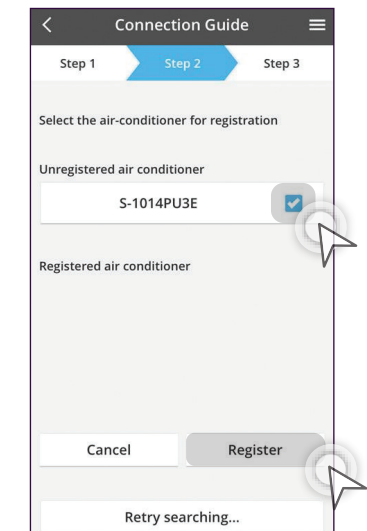 Connection Guide
Step 1 Step 2 Step 3
Select the air-conditioner for registration
Unregistered air conditioner
S-1014PU3E
Registered air conditioner
Cancel Register
Retry searching...